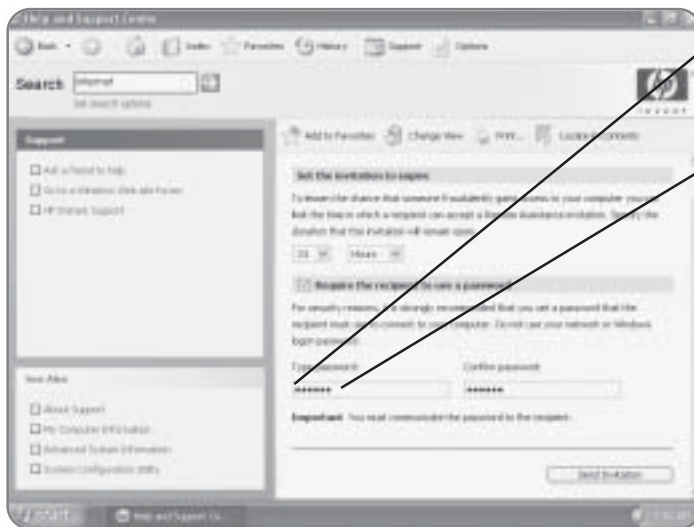 Help and Support Center
Back Index Favorites History Support Options
Search internet
Set search options
invent
Support
Ask a friend to help
Go to a Windows Web site forum
HP Instant Support
See Also
About Support
My Computer Information
Advanced System Information
System Configuration Utility
Add to Favorites Change View Print... Locate in Contents
Set the invitation to expire
To lessen the chance that someone fraudulently gains access to your computer you can
limit the time in which a recipient can accept a Remote Assistance invitation. Specify the
duration that the invitation will remain open.
01 Hours
Require the recipient to use a password
For security reasons, it is strongly recommended that you set a password that the
recipient must use to connect to your computer. Do not use your network or Windows
login password.
Type password: Confirm password:
Important You must communicate the password to the recipient.
Send Invitation
start Help and Support Ce...